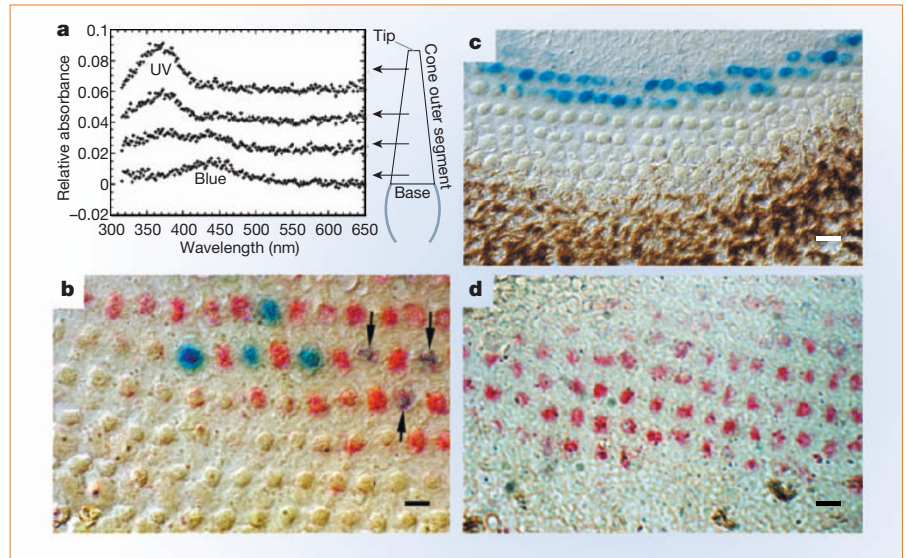 a
0.1
0.08
0.06
0.04
0.02
0
–0.02
Relative absorbance
UV
Blue
300 350 400 450 500 550 600 650
Wavelength (nm)
Tip
Cone outer segment
Base
c
b
d